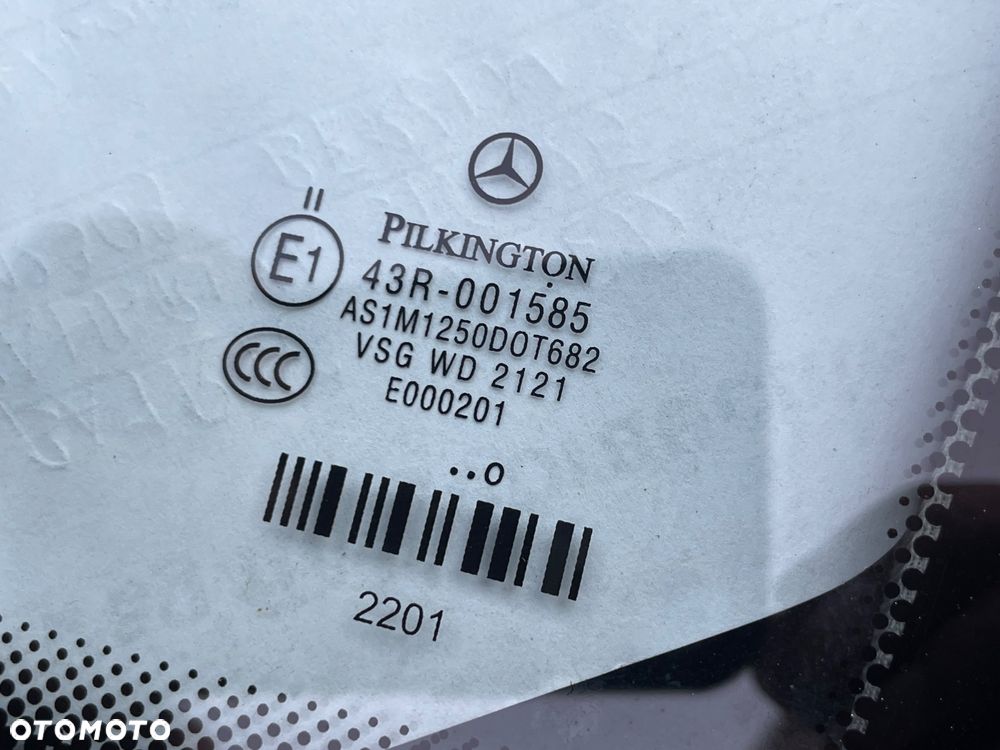 II
E1
PILKINGTON
43R-001585
AS1M1250DOT682
CCC
VSG WD 2121
E000201
..o
2201
OTOMOTO